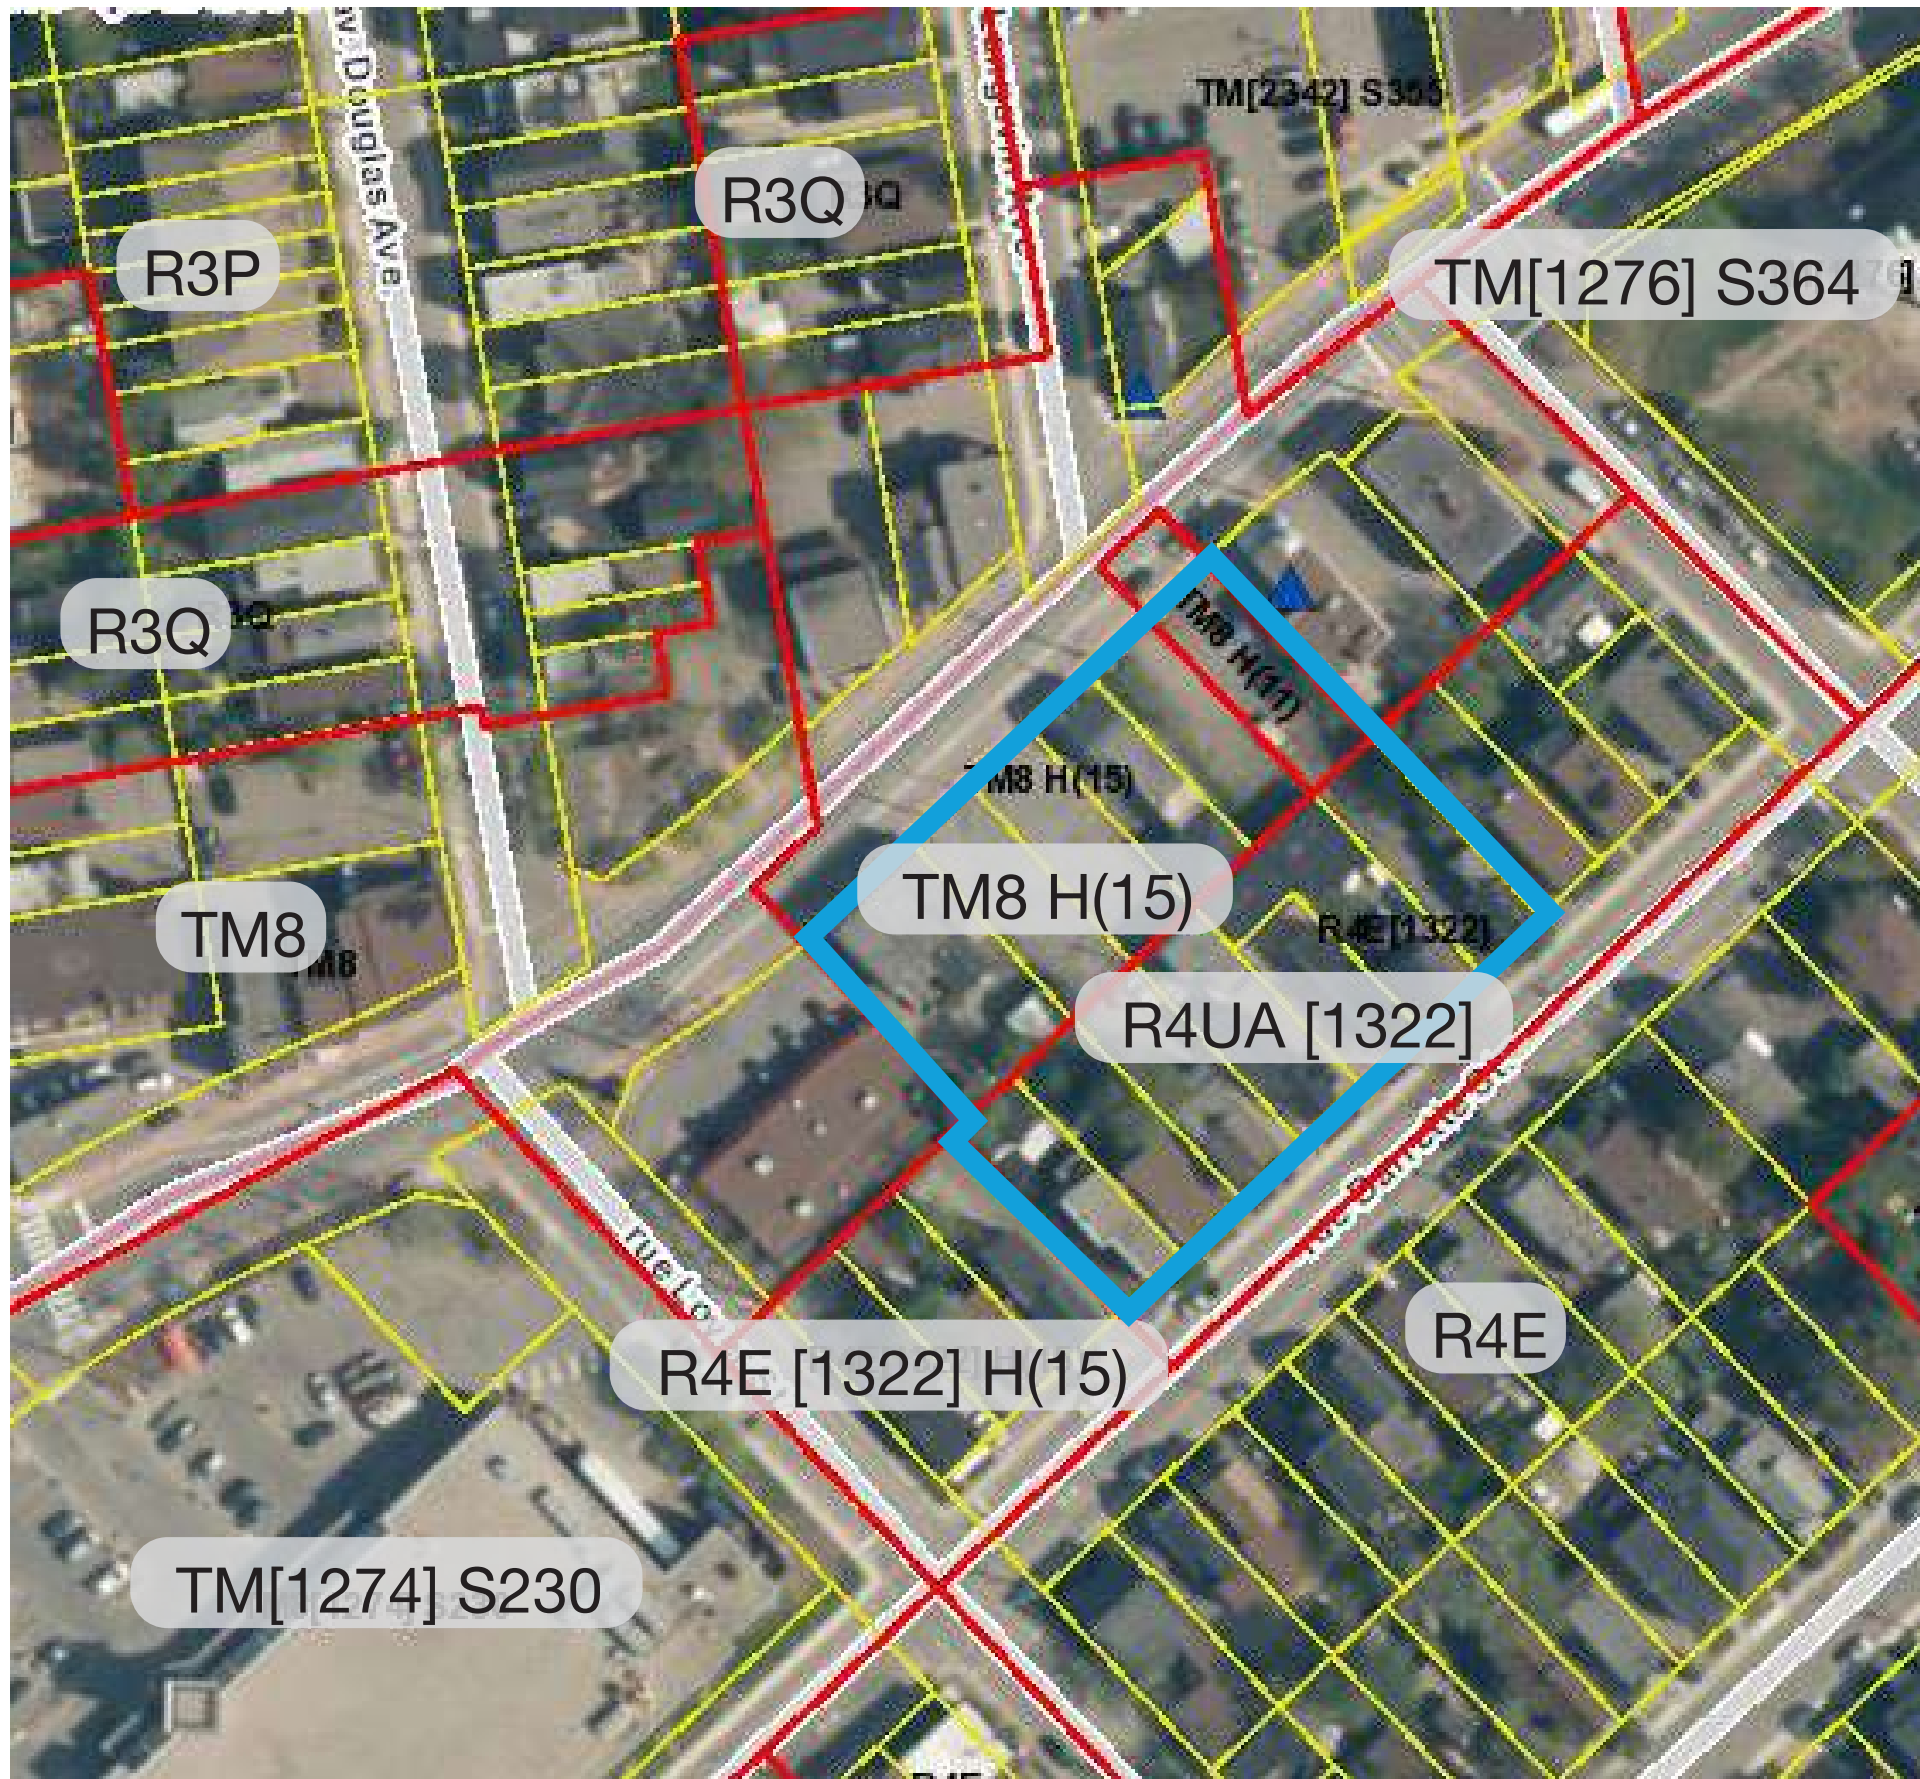 Douglas Ave.
TM[2342] S355
R3Q
R3P
TM[1276] S364
R3Q
TM8 H(11)
TM8 H(15)
TM8 H(15)
R4E[1322]
TM8
R4UA [1322]
rue
R4E [1322] H(15)
R4E
TM[1274] S230